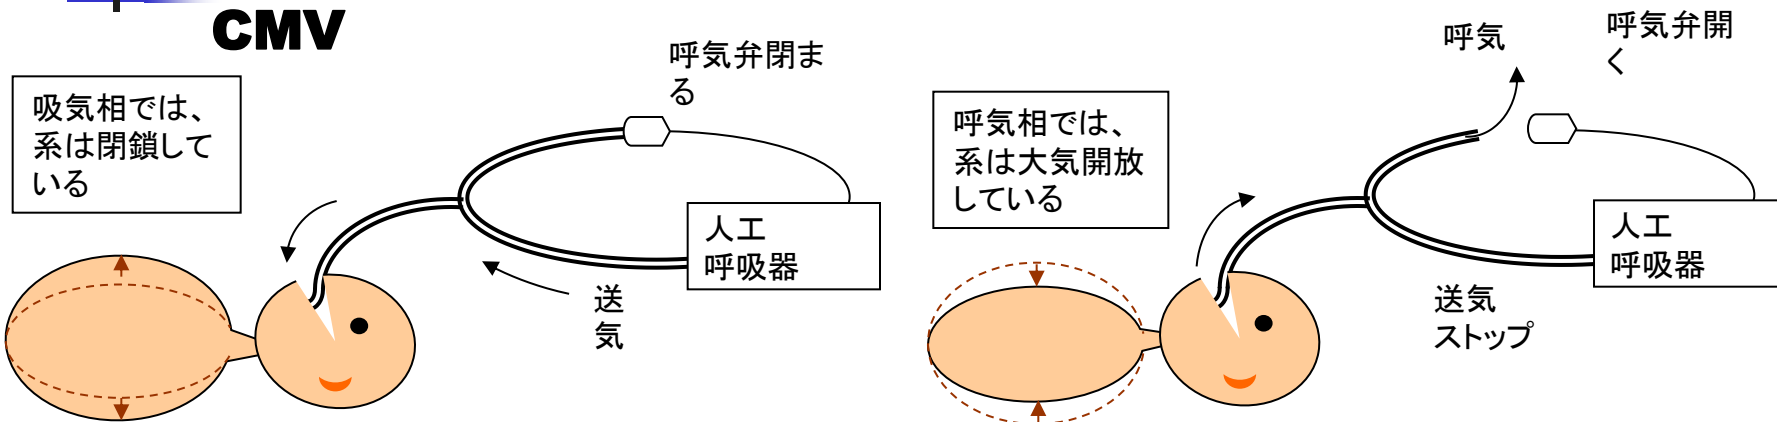 CMV
吸気相では、
系は閉鎖して
いる
呼気弁閉ま
る
人工
呼吸器
送
気
呼気相では、
系は大気開放
している
呼気
呼気弁開
く
人工
呼吸器
送気
ストップ